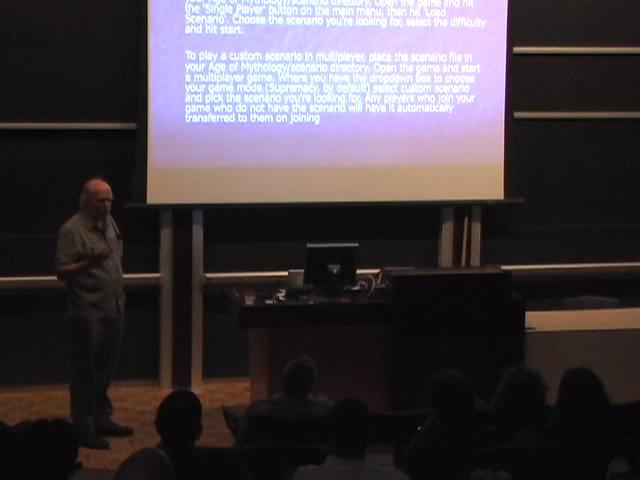 your Age of Mythology/scenario directory. Open the game and hit
the 'Single Player' button on the main menu, then hit 'Load
Scenario'. Choose the scenario you're looking for, select the difficulty
and hit start.
To play a custom scenario in multiplayer, place the scenario file in
your Age of Mythology/scenario directory. Open the game and start
a multiplayer game. Where you have the dropdown box to choose
your game mode (Supremacy, by default) select custom scenario
and pick the scenario you're looking for. Any players who join your
game who do not have the scenario will have it automatically
transferred to them on joining